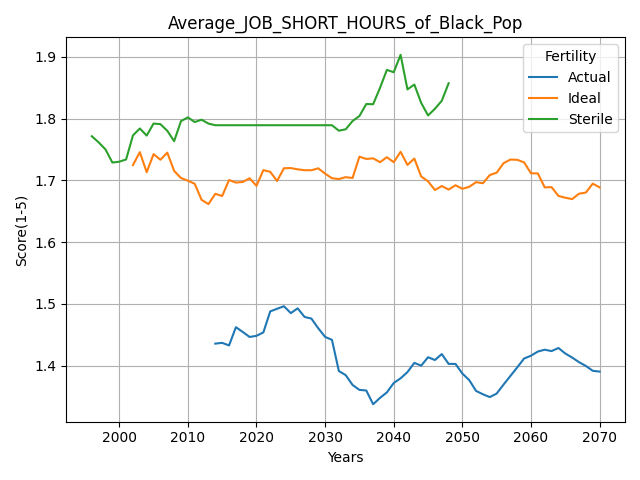 Average_JOB_SHORT_HOURS_of_Black_Pop
Fertility
Actual
Ideal
Sterile
Score(1-5)
1.9
1.8
1.7
1.6
1.5
1.4
2000 2010 2020 2030 2040 2050 2060 2070
Years